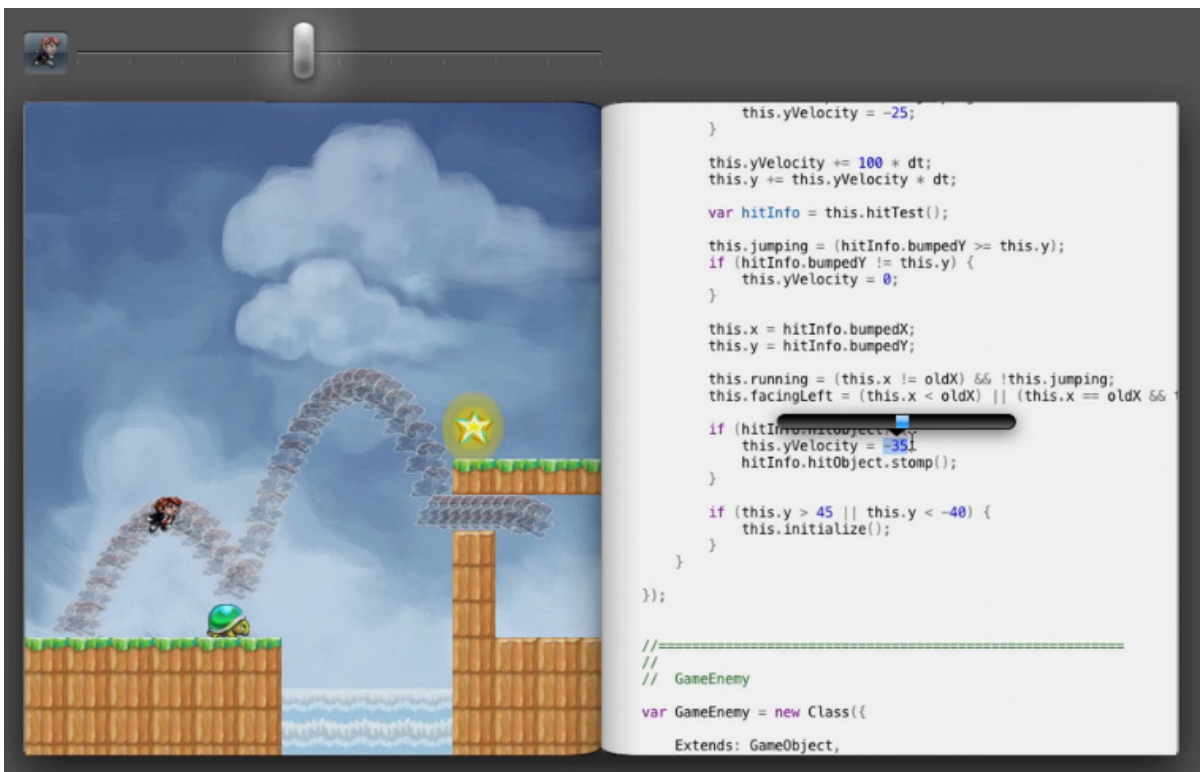 this.yVelocity = -25;
}
this.yVelocity += 100 * dt;
this.y += this.yVelocity * dt;
var hitInfo = this.hitTest();
this.jumping = (hitInfo.bumpedY >= this.y);
if (hitInfo.bumpedY != this.y) {
this.yVelocity = 0;
}
this.x = hitInfo.bumpedX;
this.y = hitInfo.bumpedY;
this.running = (this.x != oldX) && !this.jumping;
this.facingLeft = (this.x < oldX) || (this.x == oldX &&
if (hitInfo.hitObject)
this.yVelocity = -35;
hitInfo.hitObject.stomp();
}
if (this.y > 45 || this.y < -40) {
this.initialize();
}
}
});
//=========================================================
//
// GameEnemy
var GameEnemy = new Class({
Extends: GameObject,